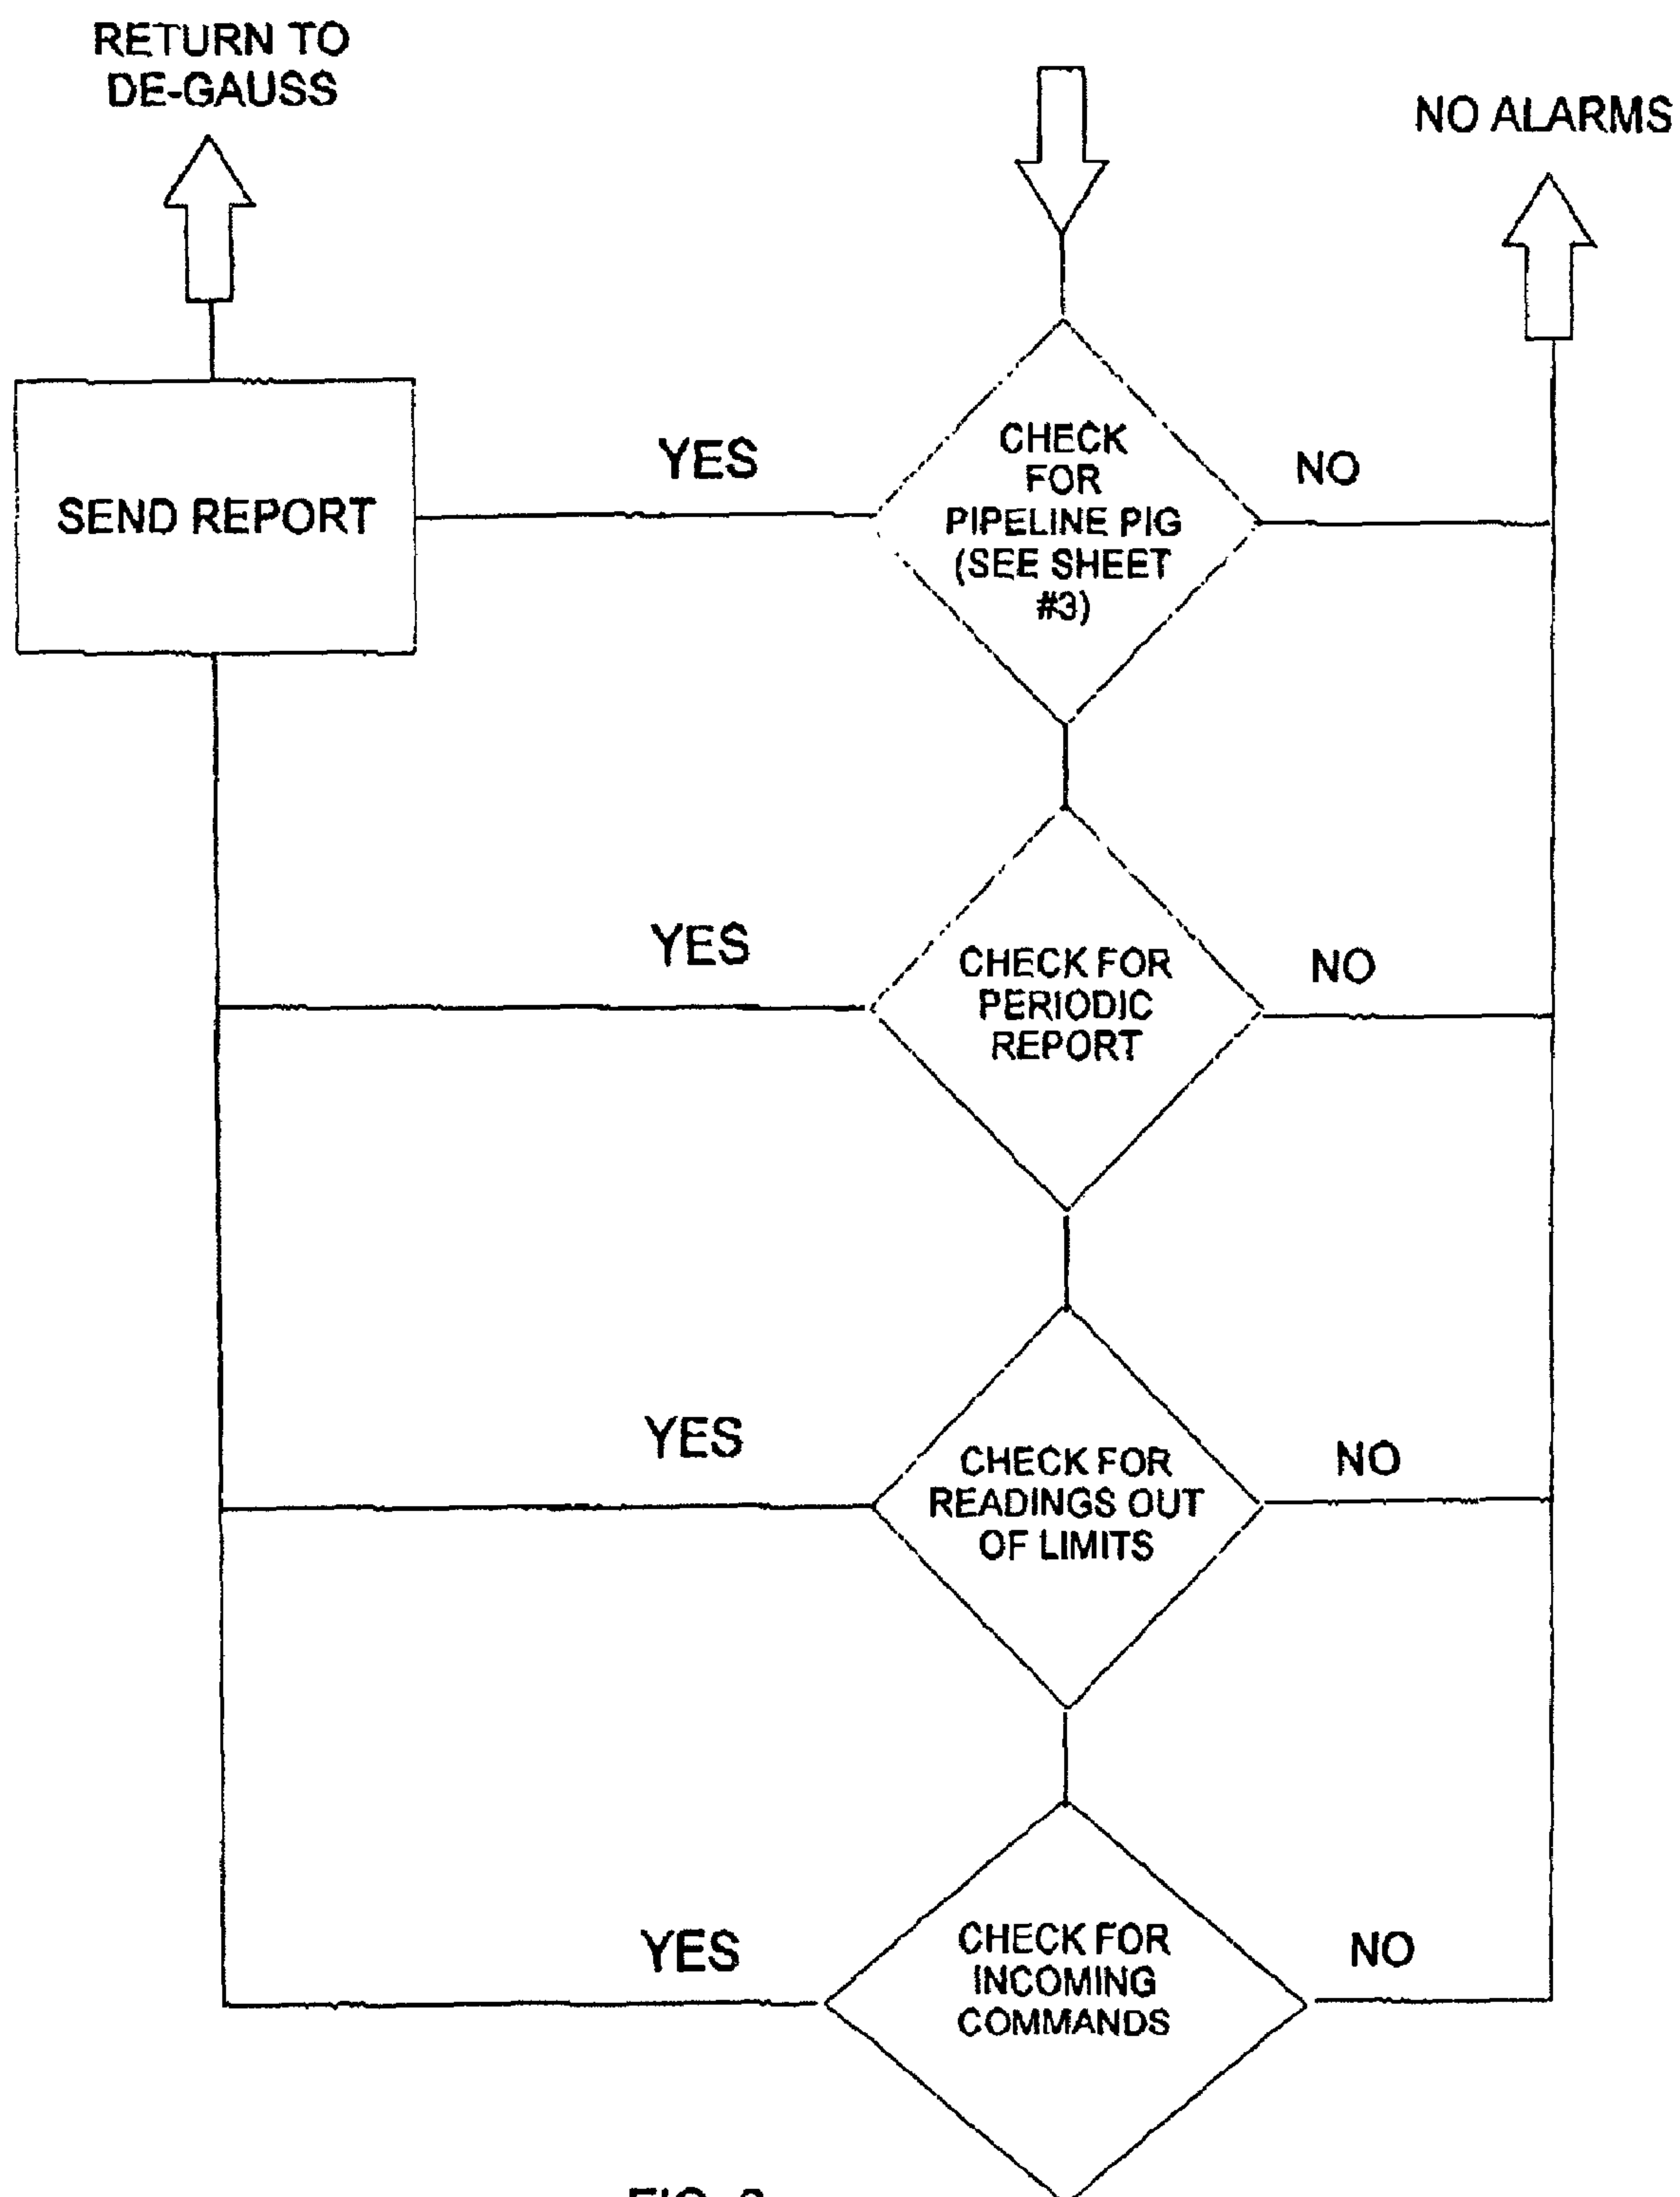 RETURN TO
DE-GAUSS
NO ALARMS
SEND REPORT
YES
CHECK
FOR
PIPELINE PIG
(SEE SHEET
#3)
NO
YES
CHECK FOR
PERIODIC
REPORT
NO
YES
CHECK FOR
READINGS OUT
OF LIMITS
NO
YES
CHECK FOR
INCOMING
COMMANDS
NO
FIG.